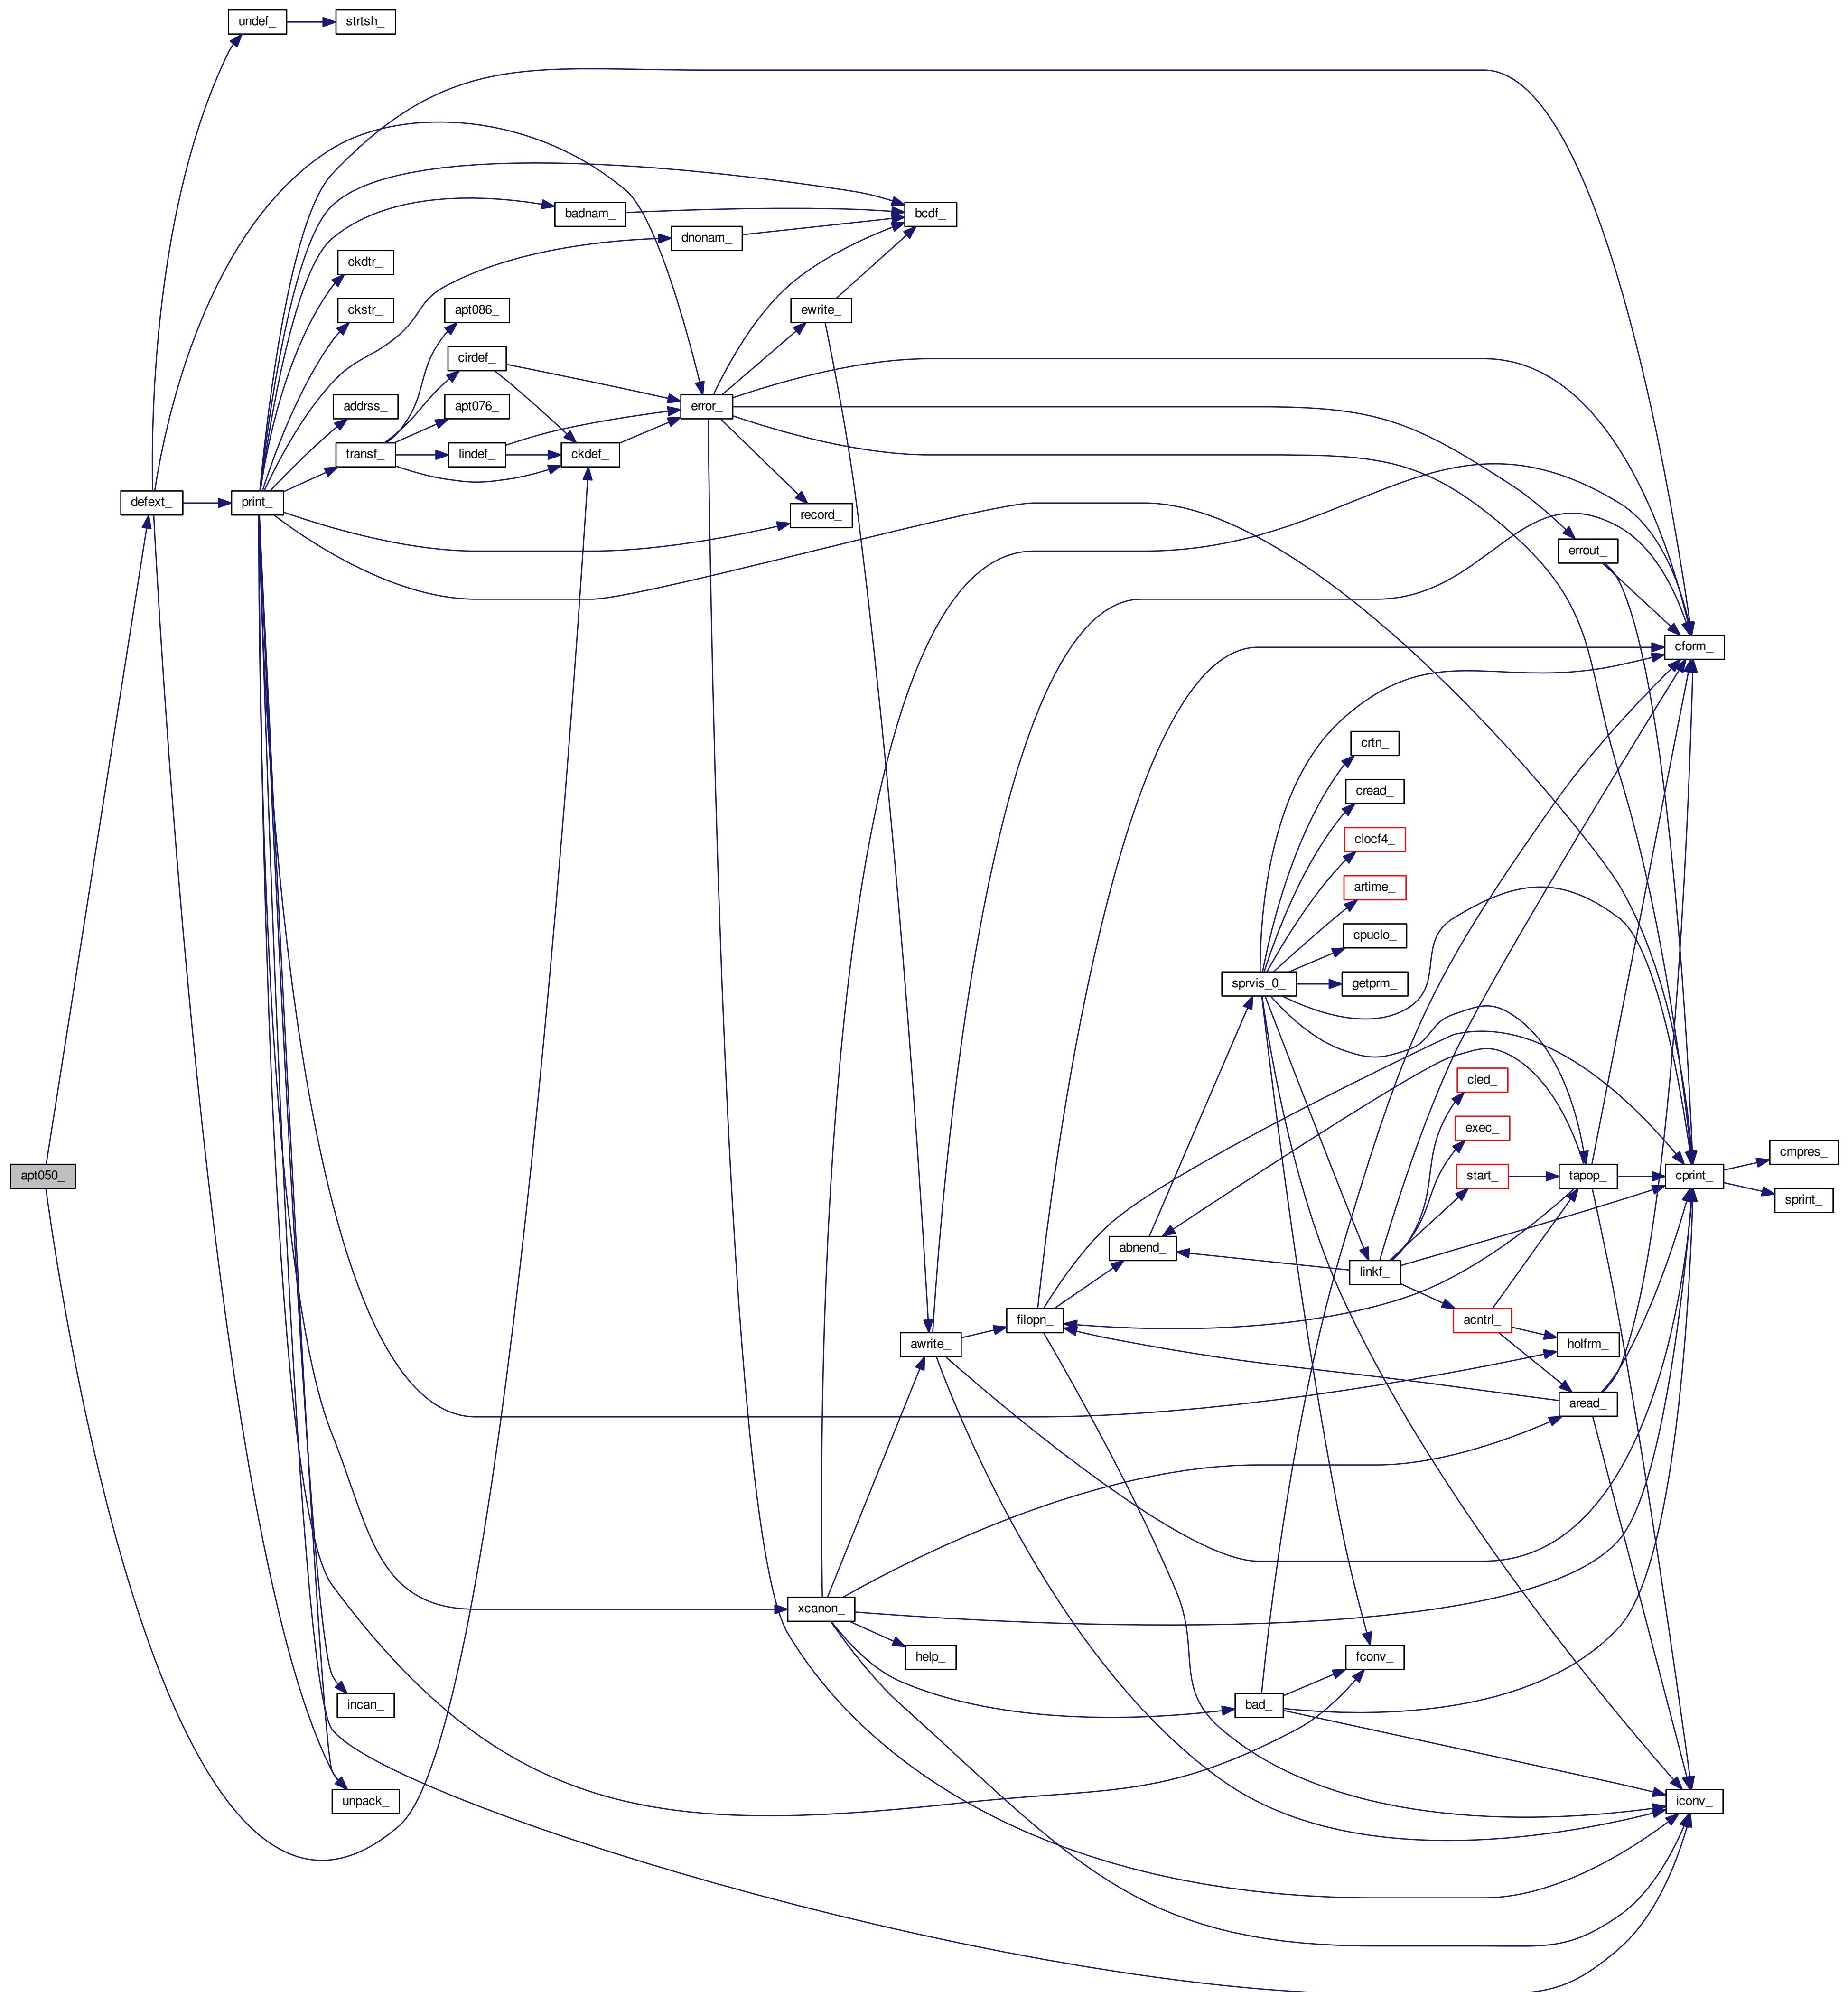 undef_
strtsh_
badnam_
bcdf_
dnonam_
ckdtr_
ckstr_
apt086_
ewrite_
cirdef_
addrss_
apt076_
error_
transf_
lindef_
ckdef_
defext_
print_
record_
errout_
cform_
crtn_
cread_
clocf4_
artime_
cpuclo_
sprvis_0_
getprm_
cled_
exec_
cmpres_
apt050_
start_
tapop_
cprint_
sprint_
abnend_
linkf_
filopn_
acntrl_
awrite_
holfrm_
aread_
xcanon_
help_
fconv_
incan_
bad_
unpack_
iconv_